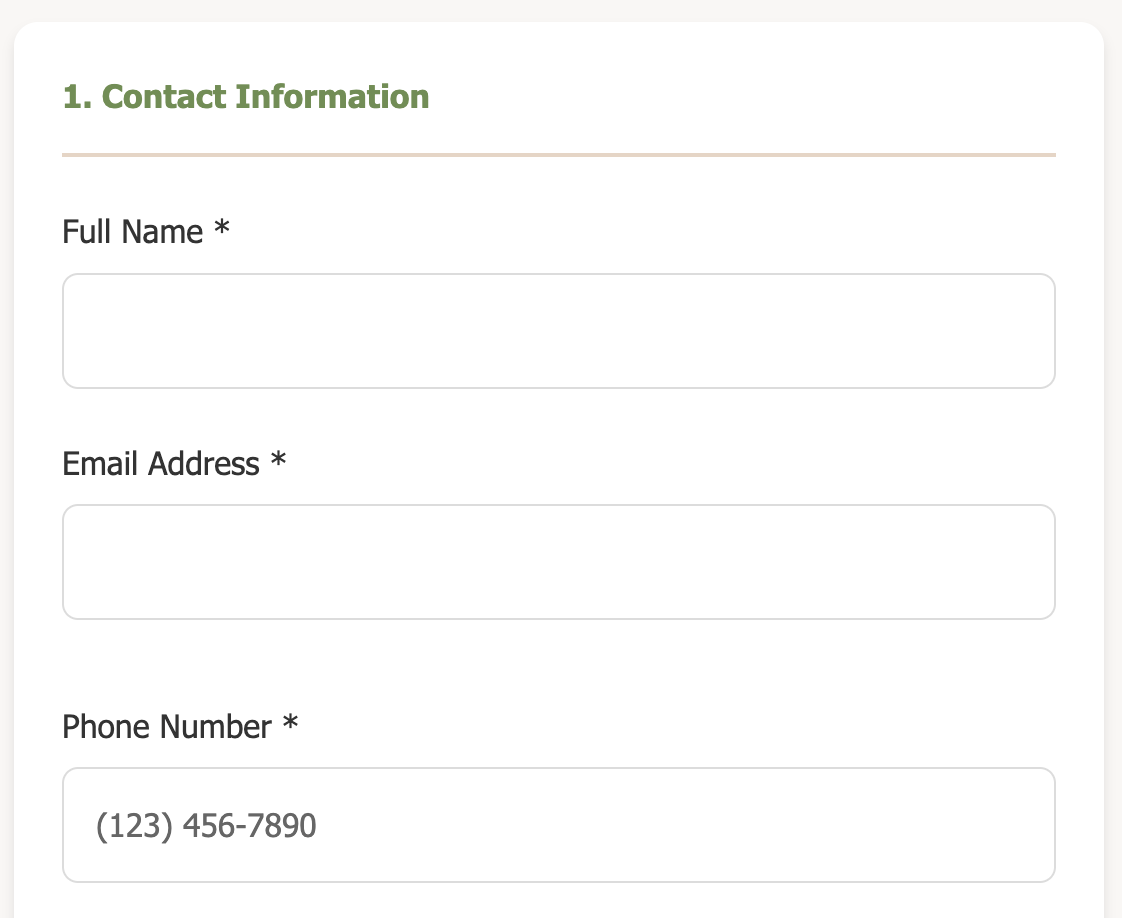 1. Contact Information
Full Name *
Email Address *
Phone Number *
(123) 456-7890